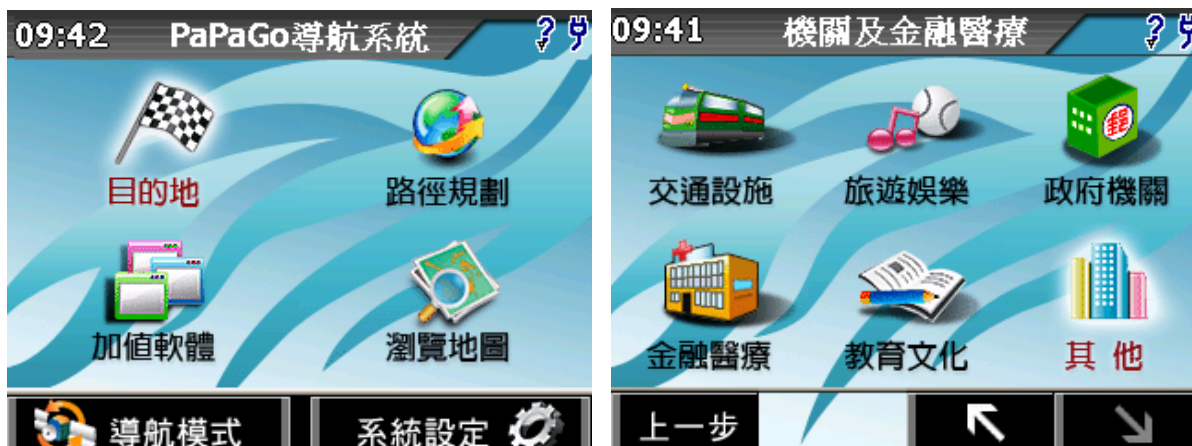 09:42 PaPaGo導航系統 ?
目的地 路徑規劃
加值軟體 瀏覽地圖
導航模式 系統設定
09:41 機關及金融醫療 ?
交通設施 旅遊娛樂 政府機關
郵
金融醫療 教育文化 其他
上一步